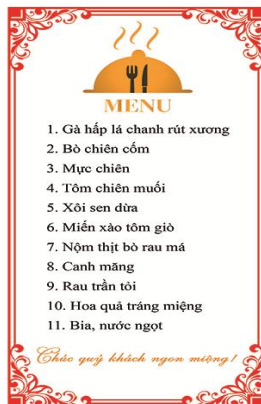 MENU
1. Gà hấp lá chanh rút xương
2. Bò chiên cốm
3. Mực chiên
4. Tôm chiên muối
5. Xôi sen dừa
6. Miến xào tôm giò
7. Nộm thịt bò rau má
8. Canh măng
9. Rau trần tỏi
10. Hoa quả tráng miệng
11. Bia, nước ngọt
Chúc quý khách ngon miệng!